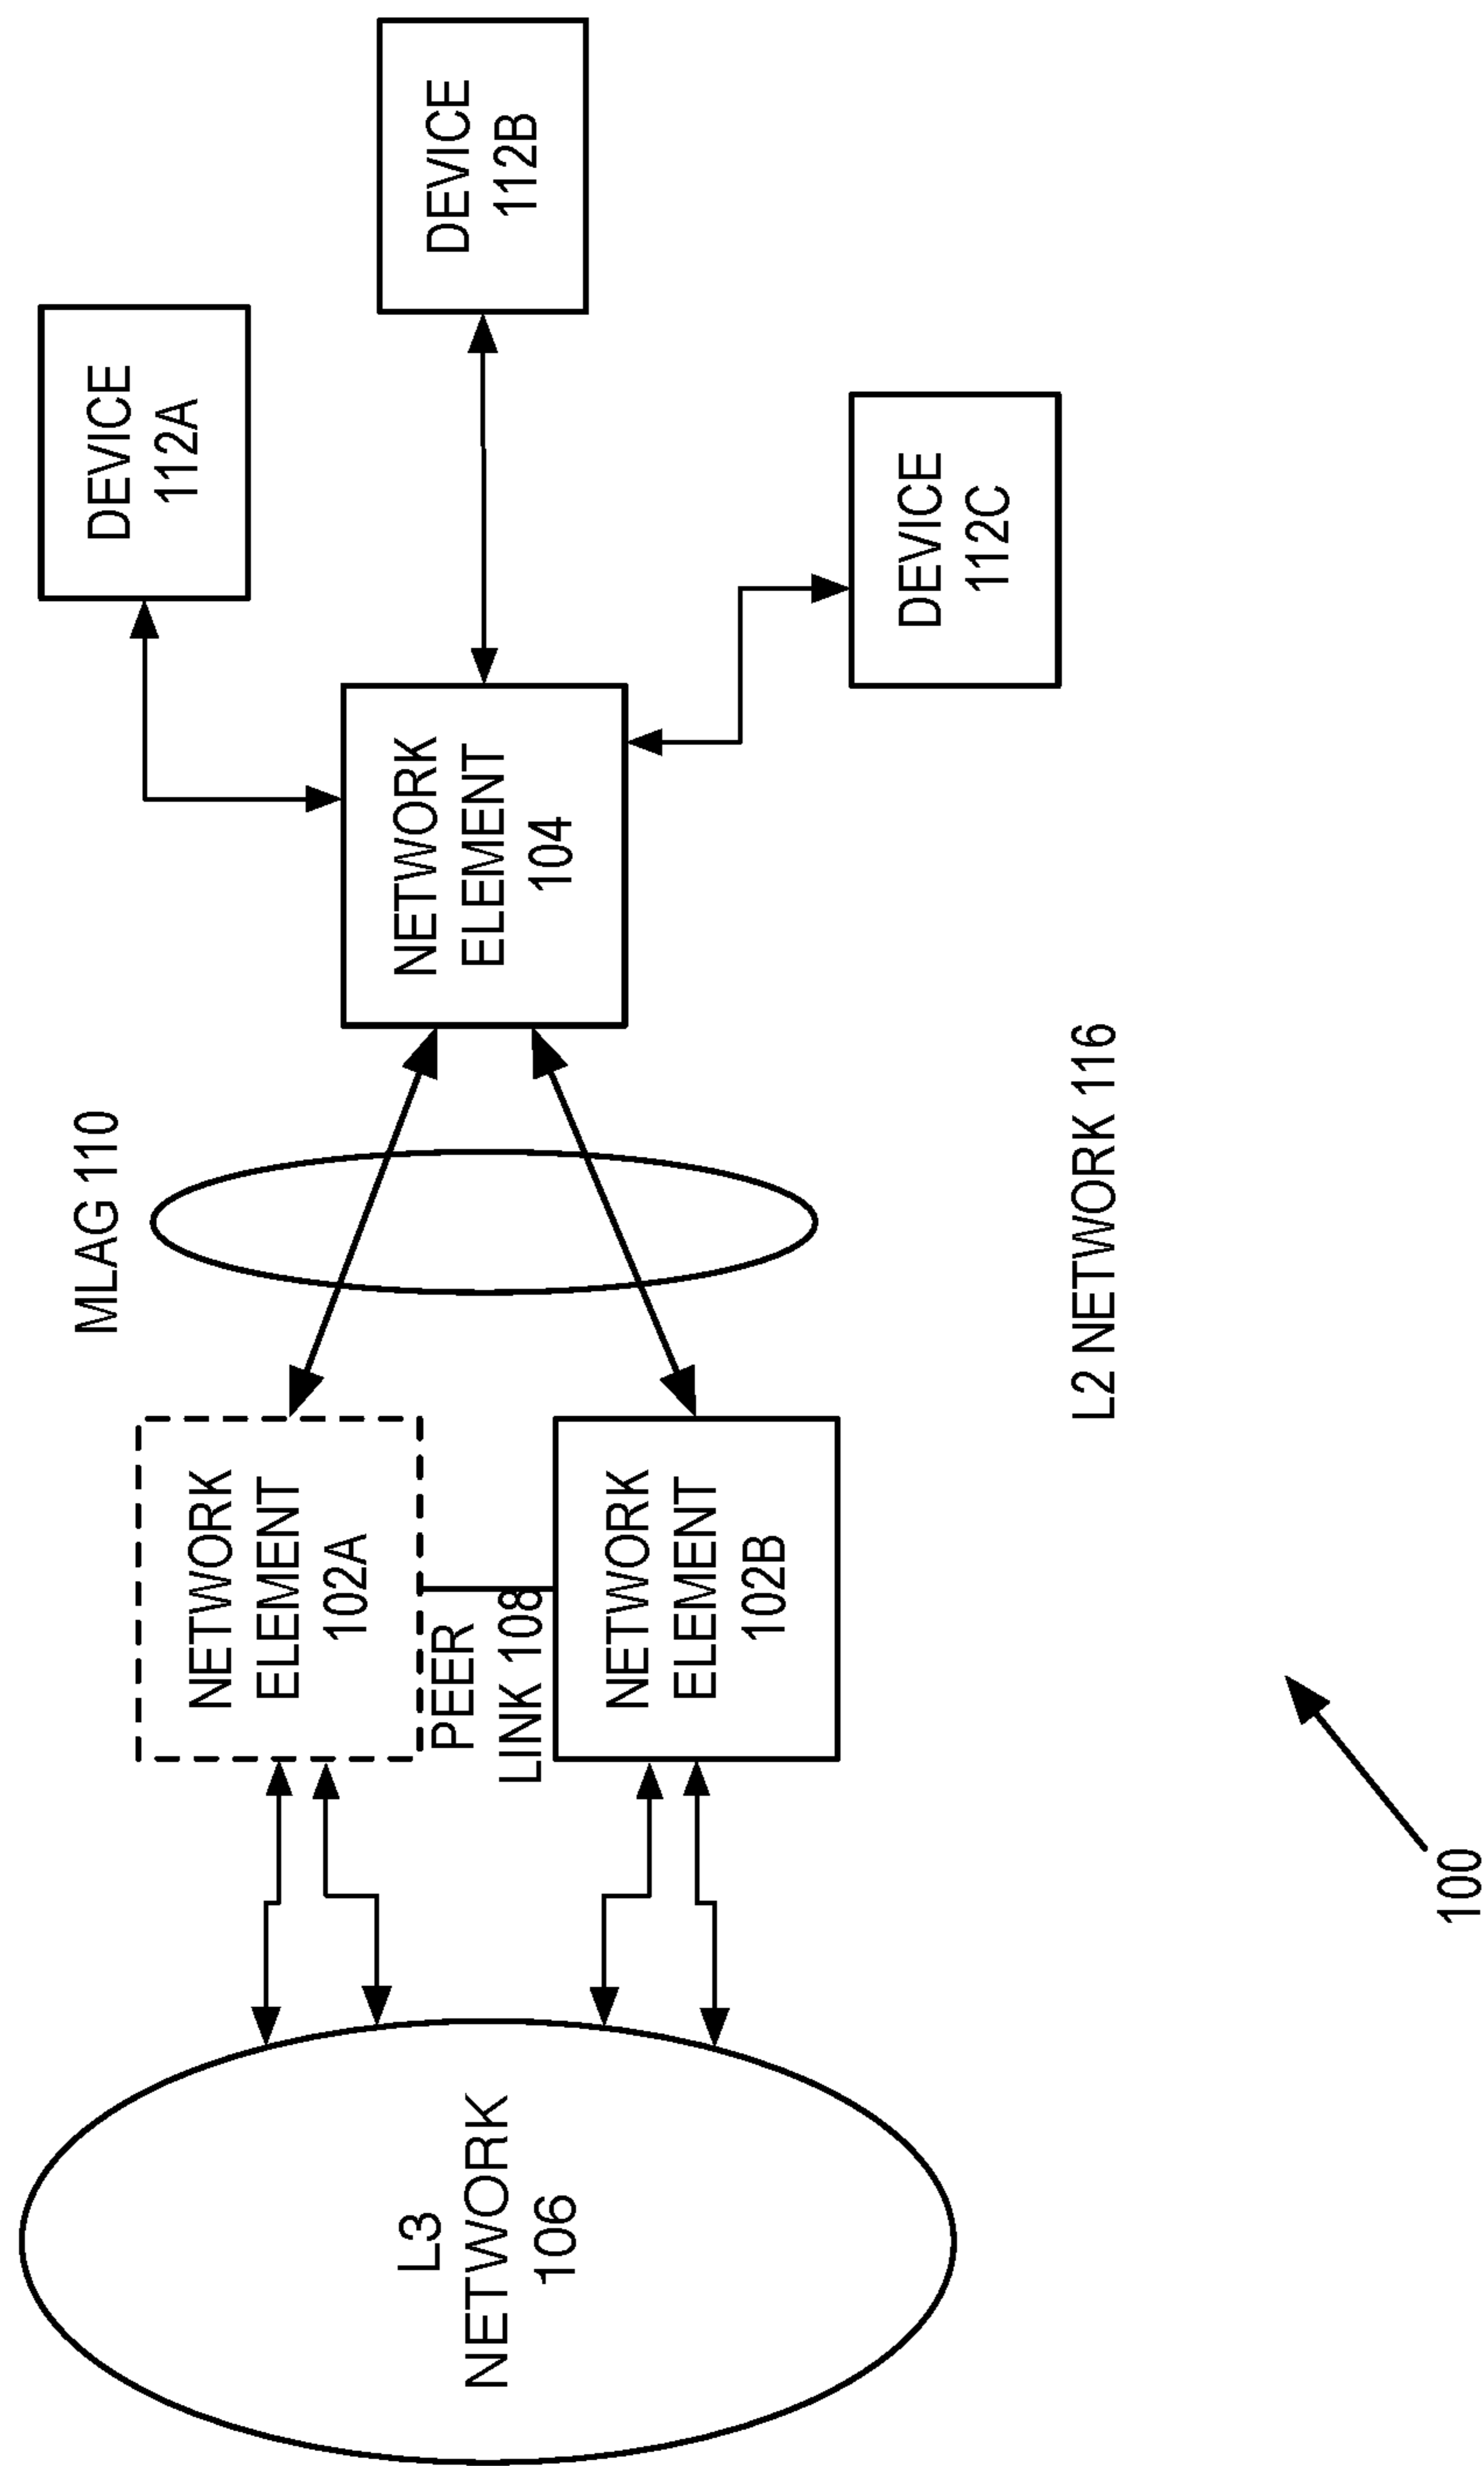 L3
NETWORK
106
NETWORK
ELEMENT
102A
PEER
LINK 108
NETWORK
ELEMENT
102B
MLAG 110
NETWORK
ELEMENT
104
DEVICE
112A
DEVICE
112B
DEVICE
112C
L2 NETWORK 116
100